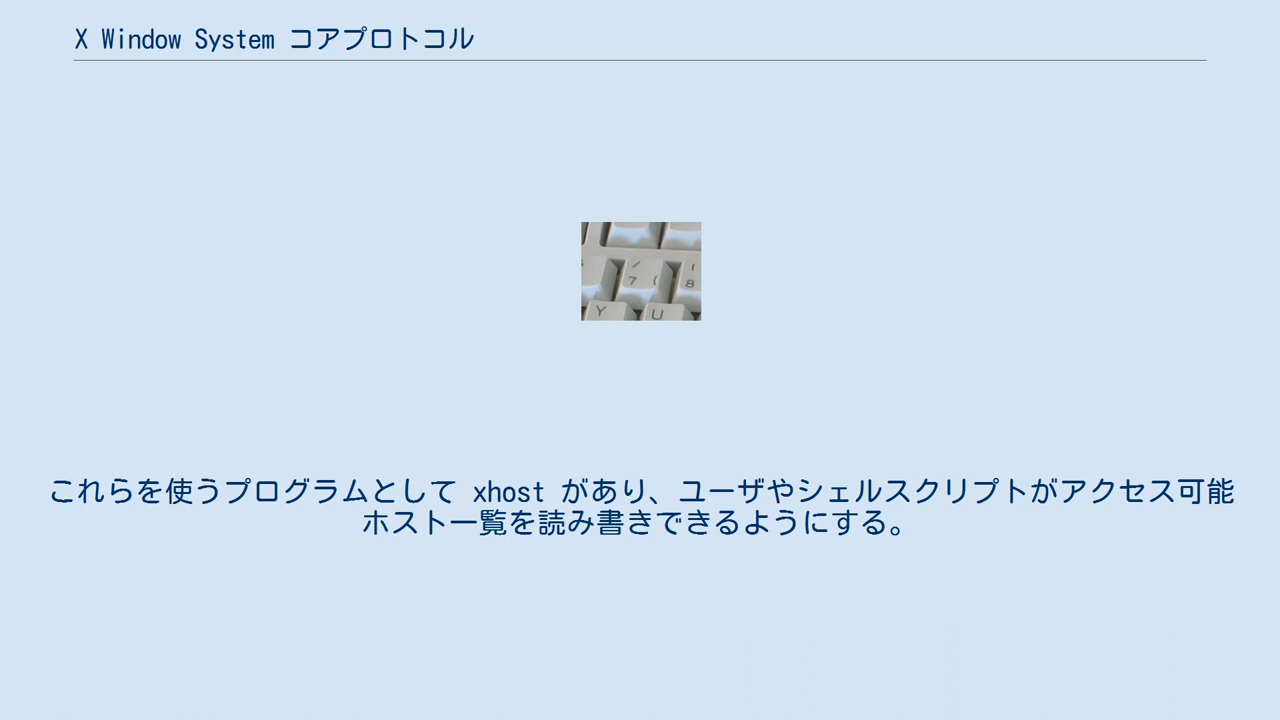 X Window System コアプロトコル
/
7 (
(
8
Y
U
これらを使うプログラムとして xhost があり、ユーザやシェルスクリプトがアクセス可能
ホスト一覧を読み書きできるようにする。